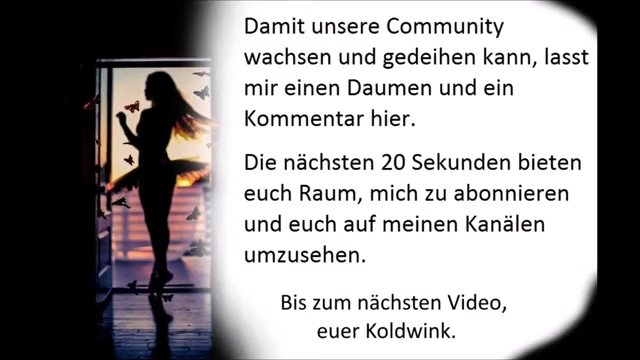 Damit unsere Community
wachsen und gedeihen kann, lasst
mir einen Daumen und ein
Kommentar hier.
Die nächsten 20 Sekunden bieten
euch Raum, mich zu abonnieren
und euch auf meinen Kanälen
umzusehen.
Bis zum nächsten Video,
euer Koldwink.